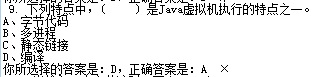 9. 下列特点中，(    ) 是Java虚拟机执行的特点之一。
A、字节代码
B、多进程
C、静态链接
D、编译
你所选择的答案是：D，正确答案是：A  ×